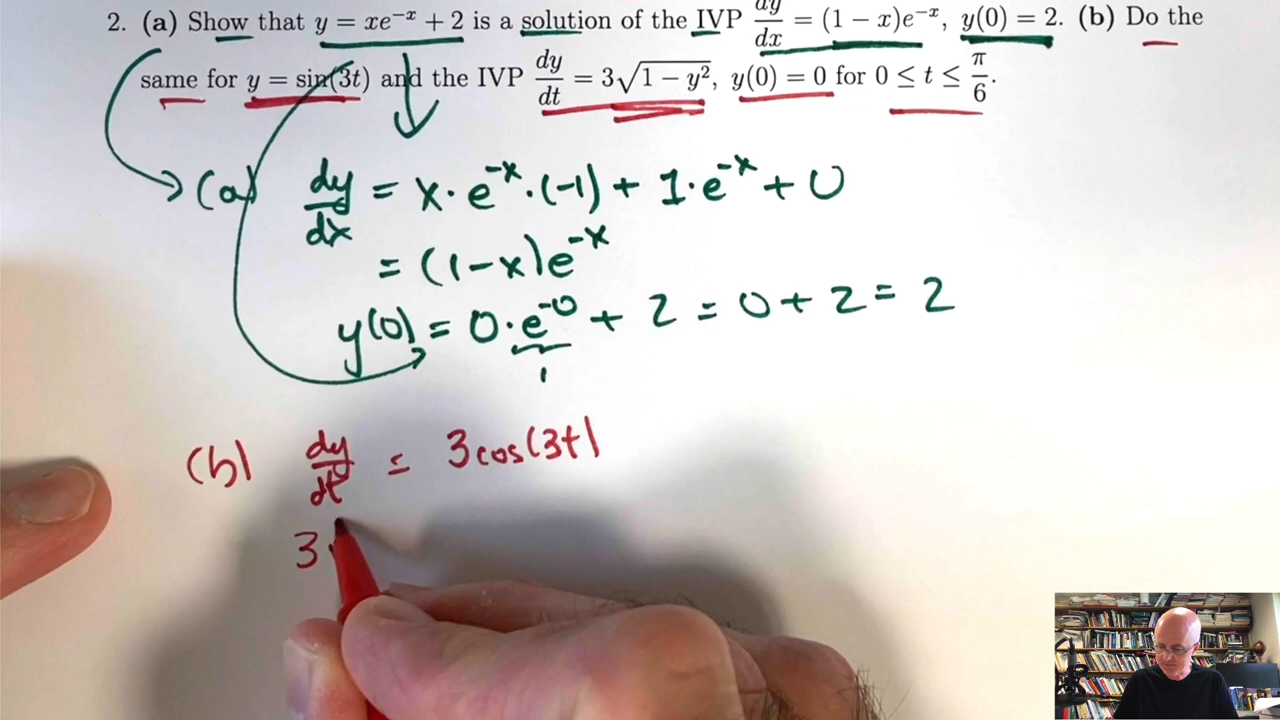 2. (a) Show that y = xe^{−x} + 2 is a solution of the IVP dy/dx = (1 − x)e^{−x}, y(0) = 2. (b) Do the
same for y = sin(3t) and the IVP dy/dt = 3√(1 − y²), y(0) = 0 for 0 ≤ t ≤ π/6.
(a) dy/dx = x · e^{-x} · (-1) + 1 · e^{-x} + 0
= (1-x)e^{-x}
y(0) = 0 · e^{-0} + 2 = 0 + 2 = 2
1
(b) dy/dt = 3cos(3t)
3